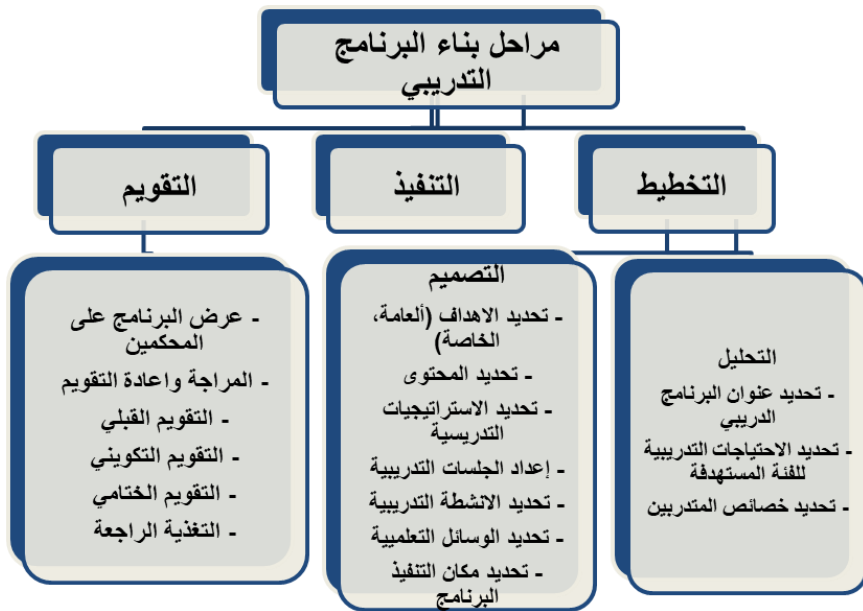 مراحل بناء البرنامج
التدريبي
التخطيط
التنفيذ
التقويم
التحليل
- تحديد عنوان البرنامج
الدريبي
- تحديد الاحتياجات التدريبية
للفئة المستهدفة
- تحديد خصائص المتدربين
التصميم
- تحديد الاهداف (ألعامة،
الخاصة)
- تحديد المحتوى
- تحديد الاستراتيجيات
التدريسية
- إعداد الجلسات التدريبية
- تحديد الانشطة التدريبية
- تحديد الوسائل التعلمية
- تحديد مكان التنفيذ
البرنامج
- عرض البرنامج على
المحكمين
- المراجة واعادة التقويم
- التقويم القبلي
- التقويم التكويني
- التقويم الختامي
- التغذية الراجعة